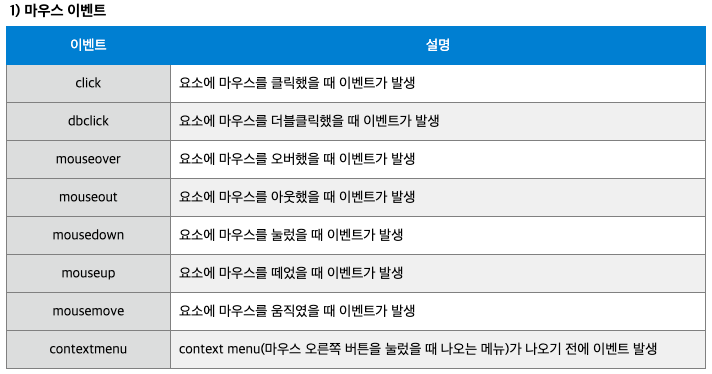 1) 마우스 이벤트
이벤트 설명
click 요소에 마우스를 클릭했을 때 이벤트가 발생
dbclick 요소에 마우스를 더블클릭했을 때 이벤트가 발생
mouseover 요소에 마우스를 오버했을 때 이벤트가 발생
mouseout 요소에 마우스를 아웃했을 때 이벤트가 발생
mousedown 요소에 마우스를 눌렀을 때 이벤트가 발생
mouseup 요소에 마우스를 떼었을 때 이벤트가 발생
mousemove 요소에 마우스를 움직였을 때 이벤트가 발생
contextmenu context menu(마우스 오른쪽 버튼을 눌렀을 때 나오는 메뉴)가 나오기 전에 이벤트 발생